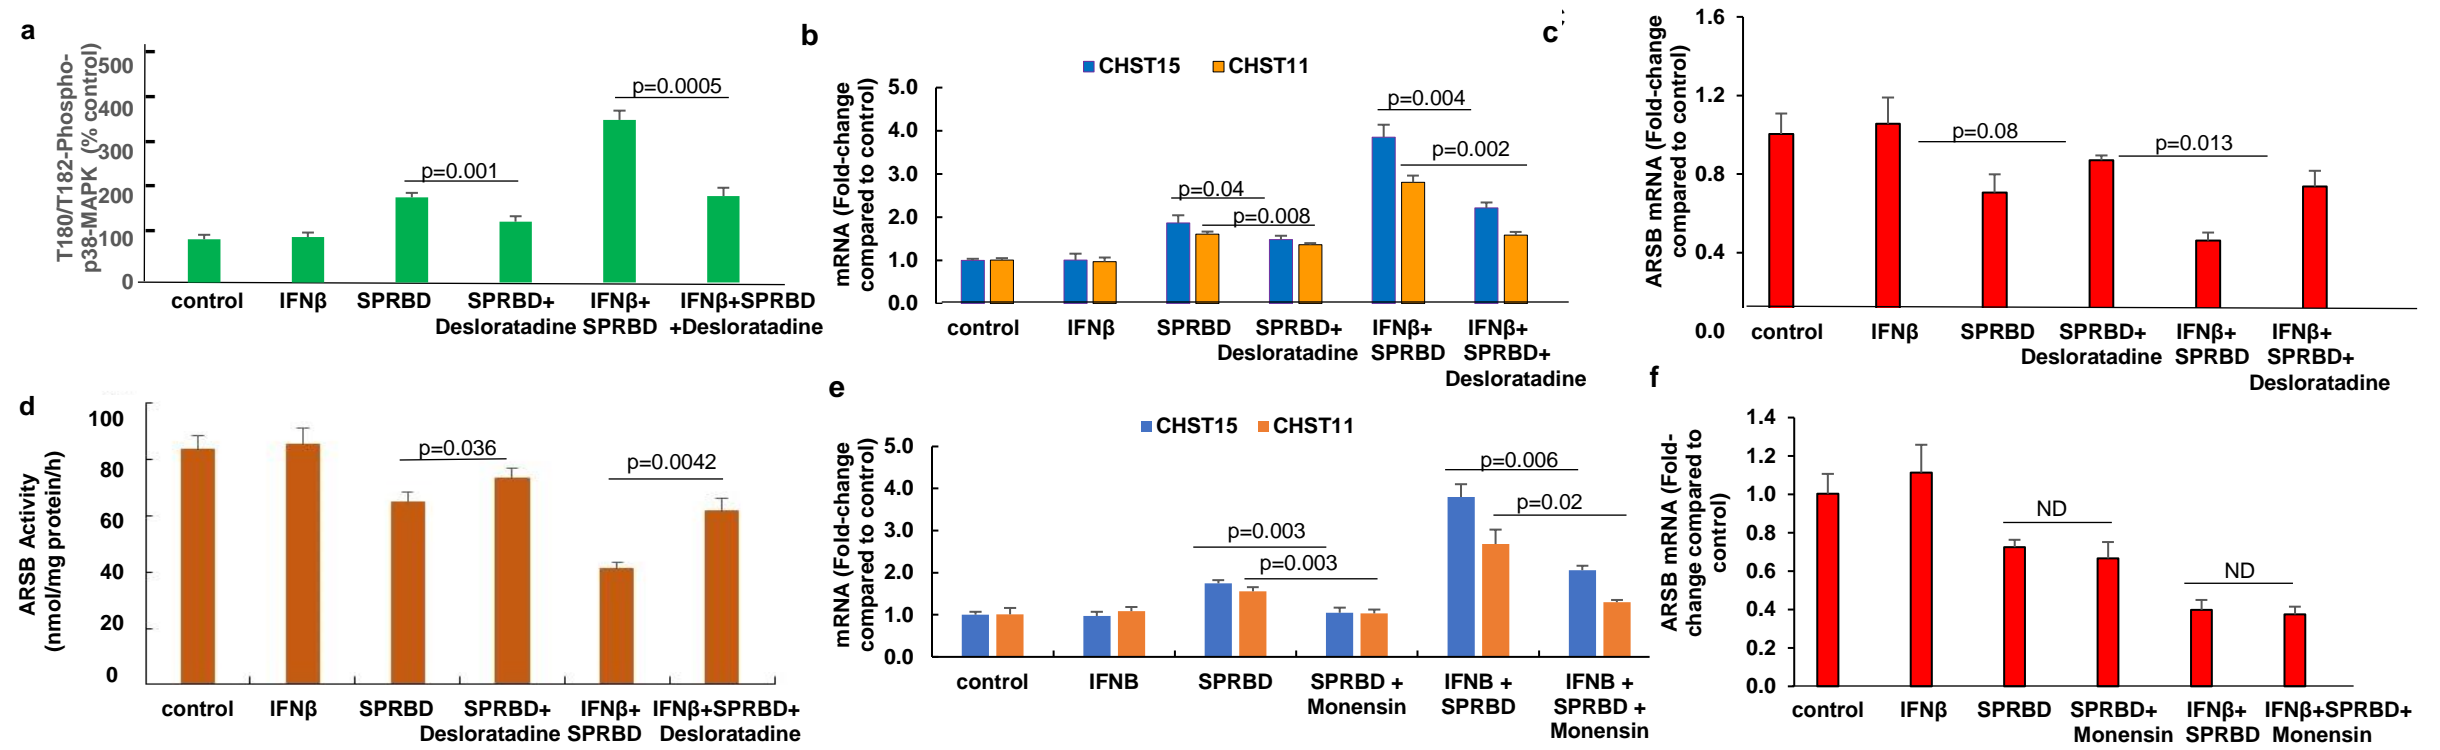 a
T180/T182-Phospho-
p38-MAPK (% control)
500
400
300
200
100
0
p=0.001
p=0.0005
control
IFNβ
SPRBD
SPRBD+
Desloratadine
IFNβ+
SPRBD
IFNβ+SPRBD
+Desloratadine
b
CHST15
CHST11
mRNA (Fold-change
compared to control)
5.0
4.0
3.0
2.0
1.0
0.0
p=0.04
p=0.008
p=0.004
p=0.002
control
IFNβ
SPRBD
SPRBD+
Desloratadine
IFNβ+
SPRBD
IFNβ+
SPRBD+
Desloratadine
c
ARSB mRNA (Fold-change
compared to control)
1.6
1.2
0.8
0.4
0.0
p=0.08
p=0.013
control
IFNβ
SPRBD
SPRBD+
Desloratadine
IFNβ+
SPRBD
IFNβ+
SPRBD+
Desloratadine
d
ARSB Activity
(nmol/mg protein/h)
100
80
60
40
20
0
p=0.036
p=0.0042
control
IFNβ
SPRBD
SPRBD+
Desloratadine
IFNβ+
SPRBD
IFNβ+SPRBD+
Desloratadine
e
CHST15
CHST11
mRNA (Fold-change
compared to control)
5.0
4.0
3.0
2.0
1.0
0.0
p=0.003
p=0.003
p=0.006
p=0.02
control
IFNB
SPRBD
SPRBD +
Monensin
IFNB +
SPRBD
IFNB +
SPRBD +
Monensin
f
ARSB mRNA (Fold-
change compared to
control)
1.4
1.2
1.0
0.8
0.6
0.4
0.2
0.0
ND
ND
control
IFNβ
SPRBD
SPRBD+
Monensin
IFNβ+
SPRBD
IFNβ+SPRBD+
Monensin